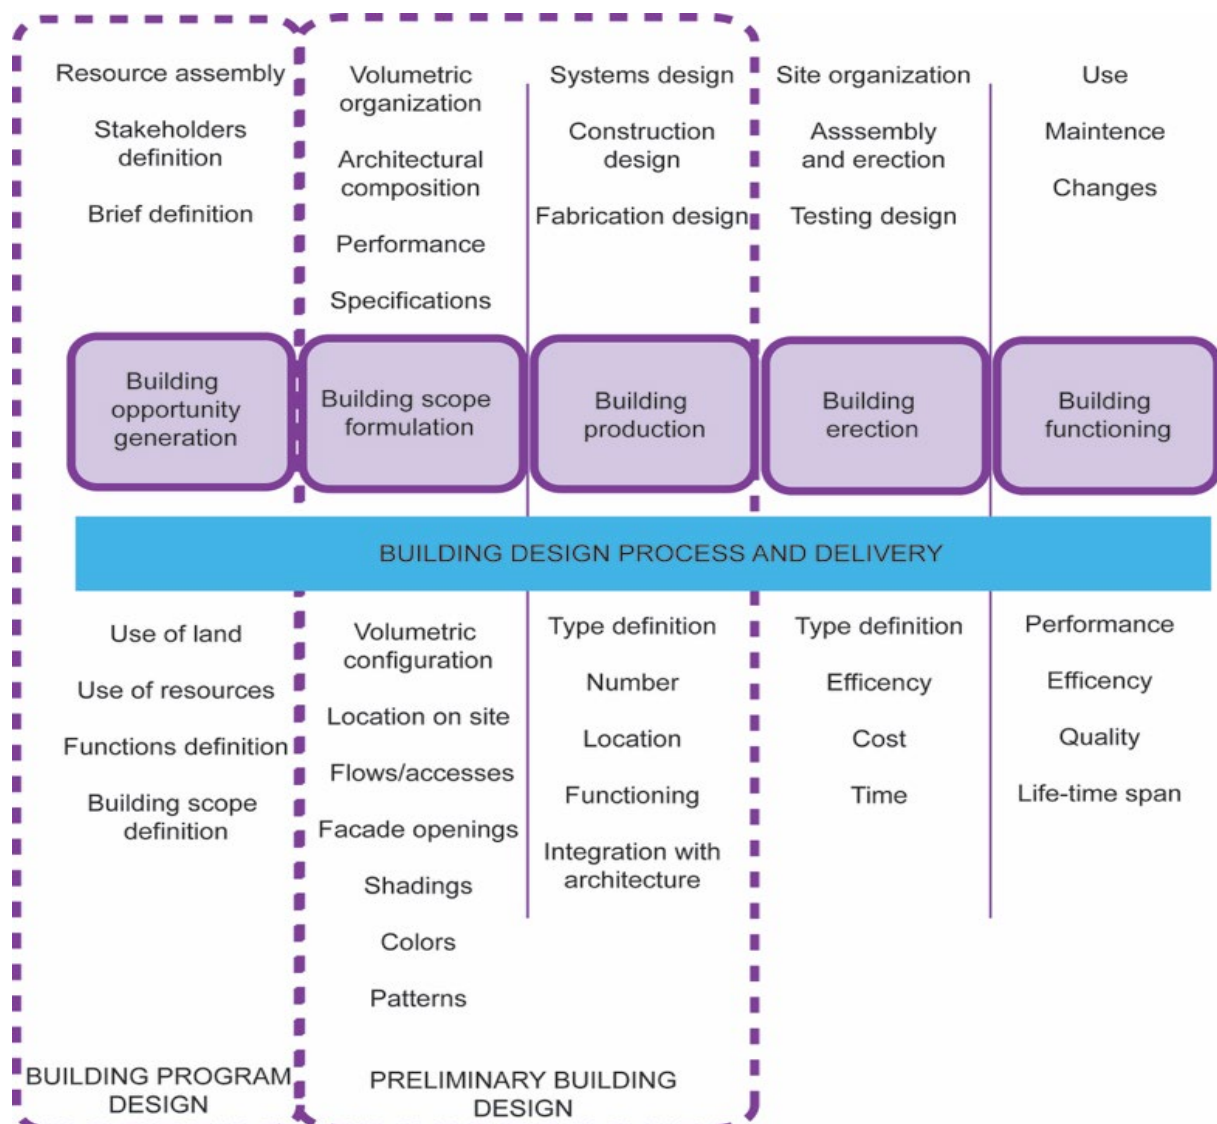 Resource assembly
Stakeholders
definition
Brief definition
Volumetric
organization
Architectural
composition
Performance
Specifications
Systems design
Construction
design
Fabrication design
Site organization
Asssembly
and erection
Testing design
Use
Maintence
Changes
Building
opportunity
generation
Building scope
formulation
Building
production
Building
erection
Building
functioning
BUILDING DESIGN PROCESS AND DELIVERY
Use of land
Use of resources
Functions definition
Building scope
definition
Volumetric
configuration
Location on site
Flows/accesses
Facade openings
Shadings
Colors
Patterns
Type definition
Number
Location
Functioning
Integration with
architecture
Type definition
Efficency
Cost
Time
Performance
Efficency
Quality
Life-time span
BUILDING PROGRAM
DESIGN
PRELIMINARY BUILDING
DESIGN